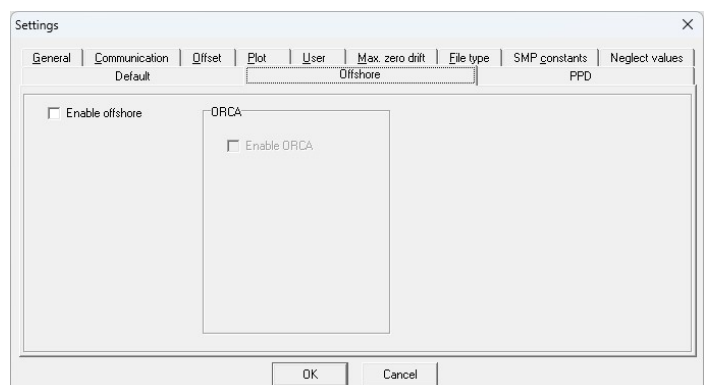 Settings
General Communication Offset Plot User Max. zero drift File type SMP constants Neglect values
Default Offshore PPD
Enable offshore ORCA
Enable ORCA
OK Cancel